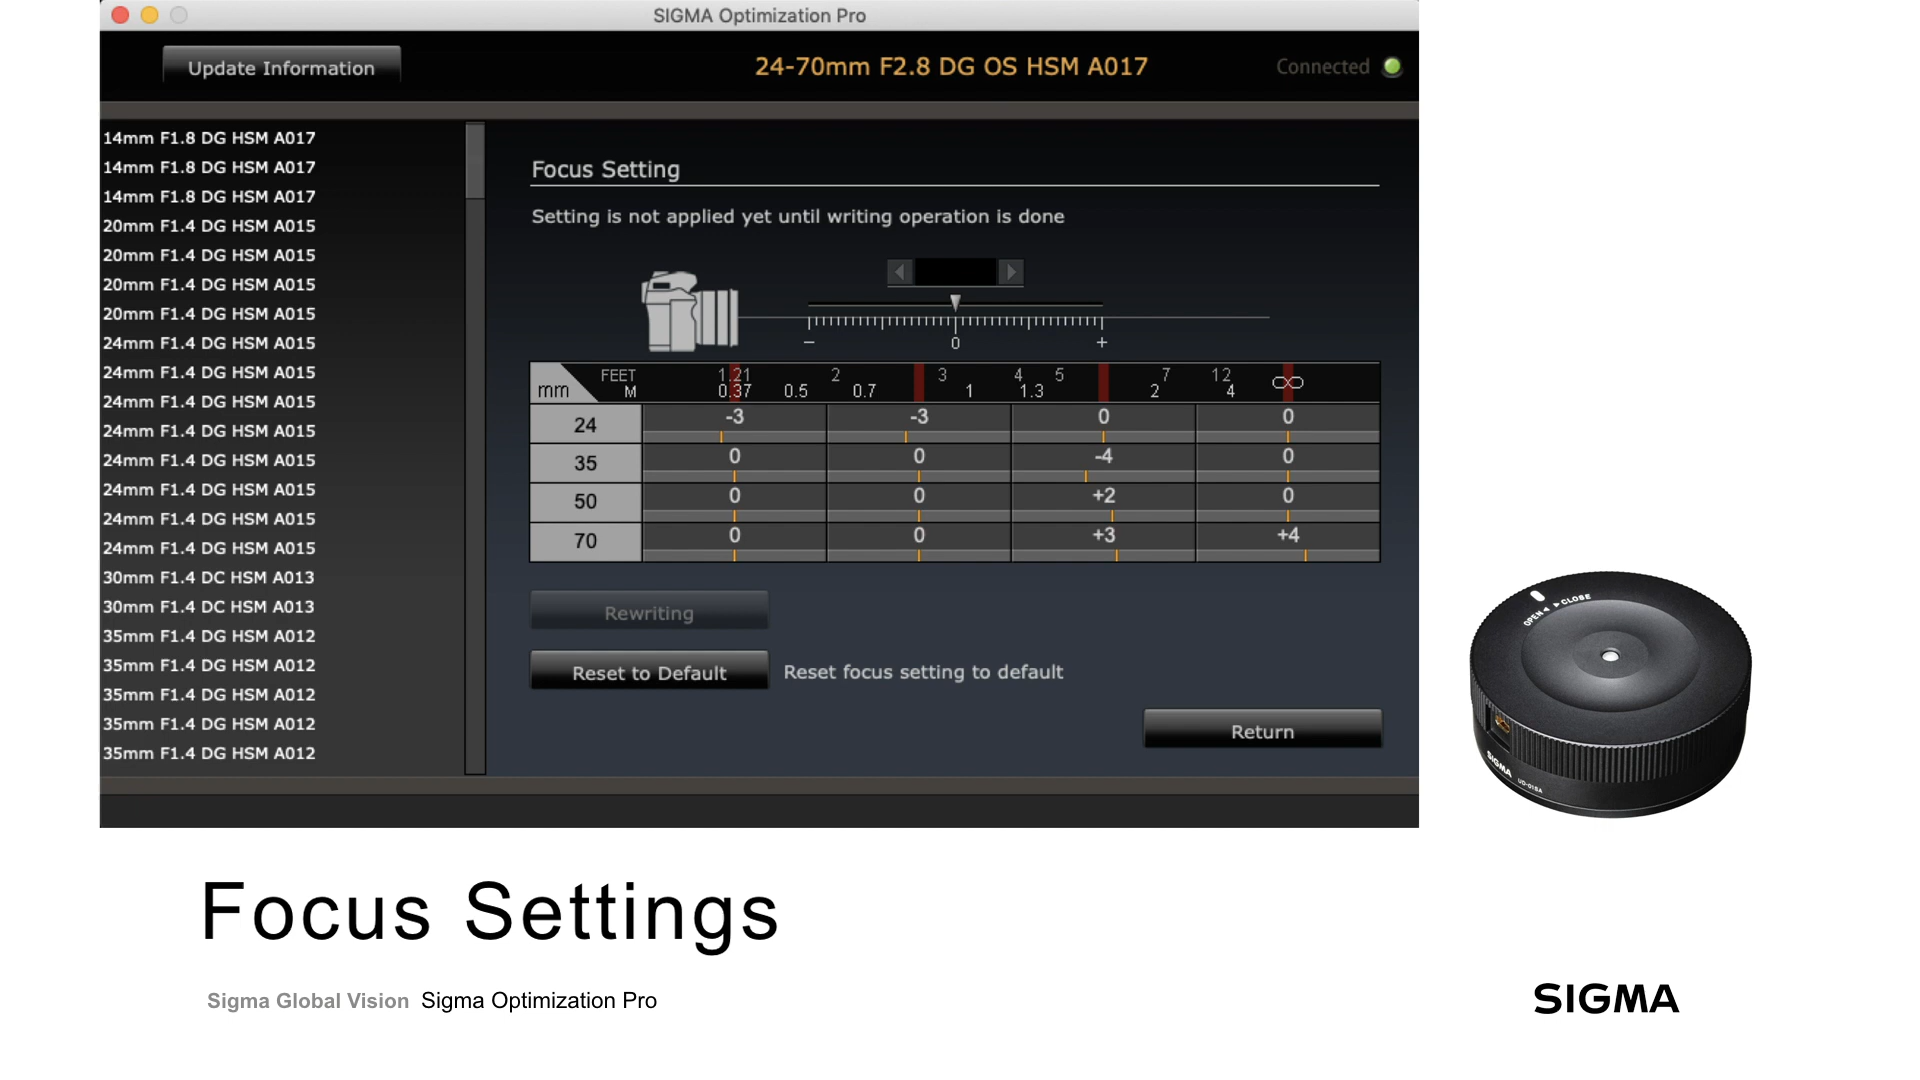 SIGMA Optimization Pro
Update Information
24-70mm F2.8 DG OS HSM A017
Connected
14mm F1.8 DG HSM A017
14mm F1.8 DG HSM A017
14mm F1.8 DG HSM A017
20mm F1.4 DG HSM A015
20mm F1.4 DG HSM A015
20mm F1.4 DG HSM A015
20mm F1.4 DG HSM A015
24mm F1.4 DG HSM A015
24mm F1.4 DG HSM A015
24mm F1.4 DG HSM A015
24mm F1.4 DG HSM A015
24mm F1.4 DG HSM A015
24mm F1.4 DG HSM A015
24mm F1.4 DG HSM A015
24mm F1.4 DG HSM A015
30mm F1.4 DC HSM A013
30mm F1.4 DC HSM A013
35mm F1.4 DG HSM A012
35mm F1.4 DG HSM A012
35mm F1.4 DG HSM A012
35mm F1.4 DG HSM A012
35mm F1.4 DG HSM A012
Focus Setting
Setting is not applied yet until writing operation is done
− 0 +
FEET 1.21 2 3 4 5 7 12 ∞
mm M 0.37 0.5 0.7 1 1.3 2 4
24 -3 -3 0 0
35 0 0 -4 0
50 0 0 +2 0
70 0 0 +3 +4
Rewriting
Reset to Default Reset focus setting to default
Return
OPEN ◄ ►CLOSE
SIGMA UD-01
Focus Settings
Sigma Global Vision Sigma Optimization Pro
SIGMA